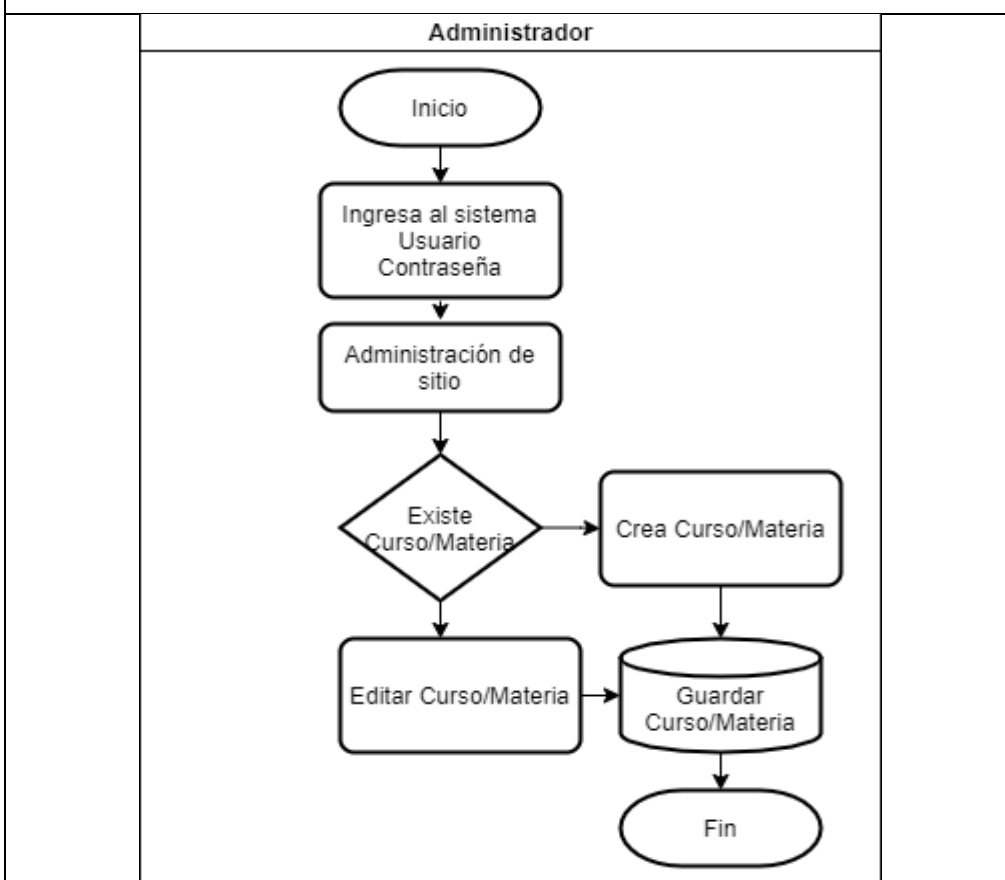 Administrador
Inicio
Ingresa al sistema
Usuario
Contraseña
Administración de
sitio
Existe
Curso/Materia
Crea Curso/Materia
Editar Curso/Materia
Guardar
Curso/Materia
Fin